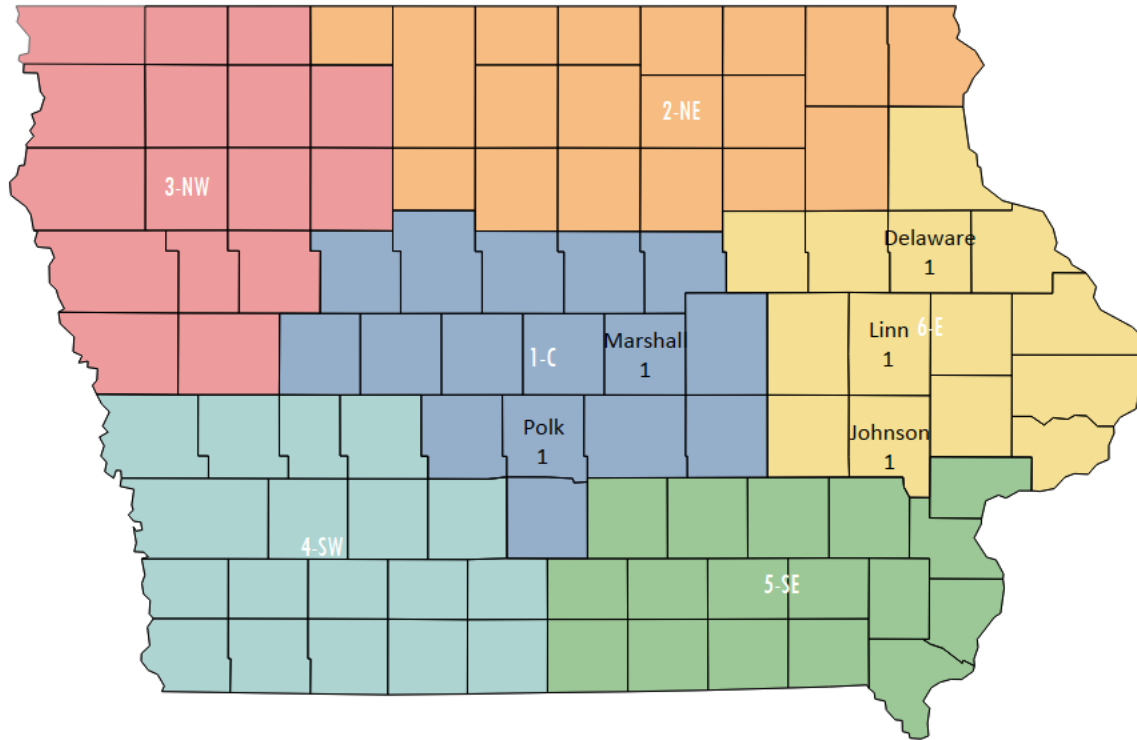 2-NE
3-NW
Delaware
1
Linn
1
6-E
Marshall
1
1-C
Polk
1
Johnson
1
4-SW
5-SE